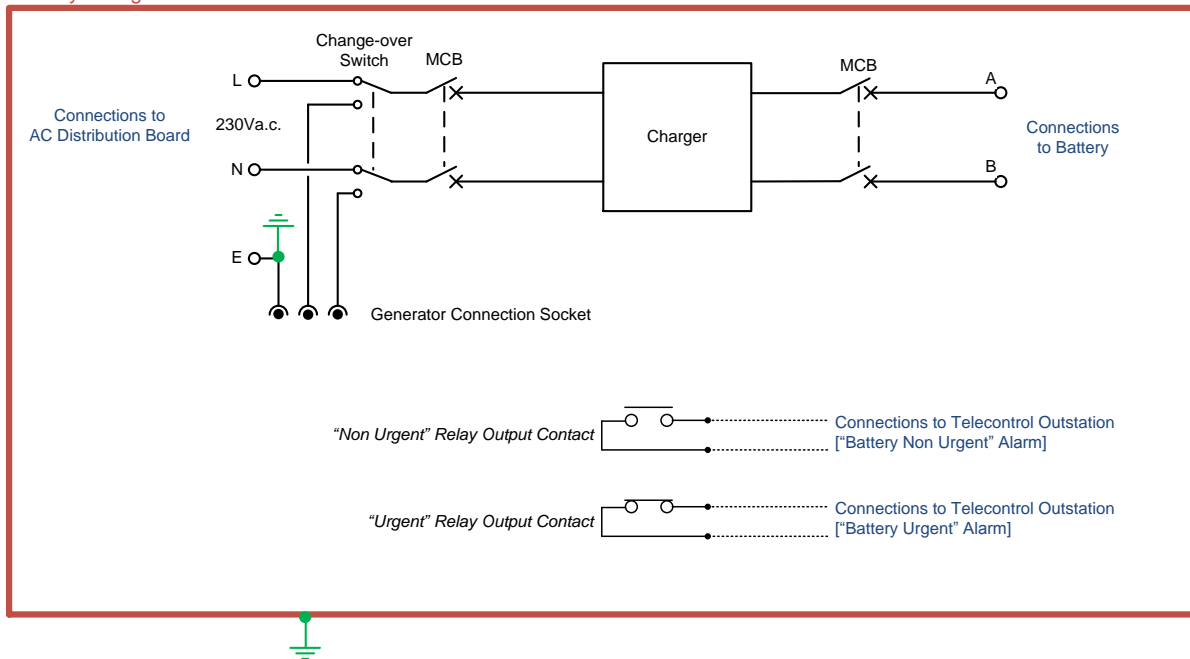 Change-over
Switch
MCB
MCB
L
A
Connections to
AC Distribution Board
230Va.c.
Charger
Connections
to Battery
N
B
E
Generator Connection Socket
“Non Urgent” Relay Output Contact
Connections to Telecontrol Outstation
[“Battery Non Urgent” Alarm]
“Urgent” Relay Output Contact
Connections to Telecontrol Outstation
[“Battery Urgent” Alarm]